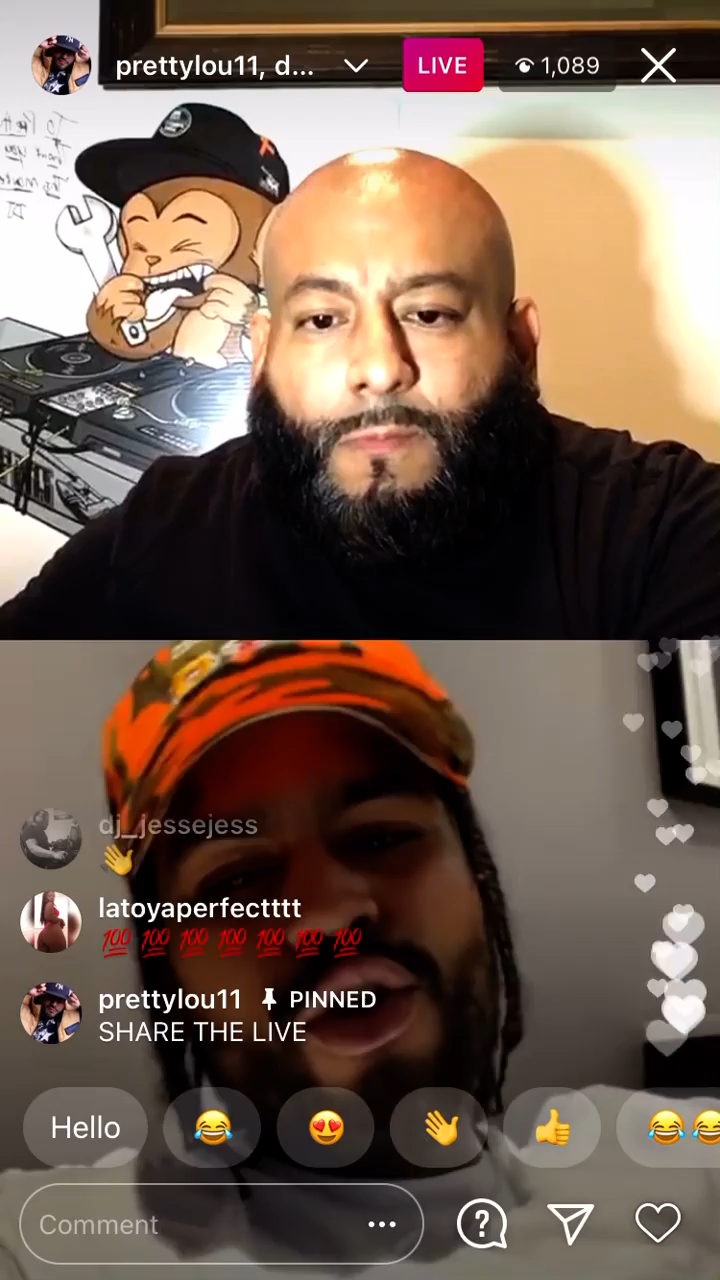 prettylou11, d...
LIVE
1,089
dj_jessejess
👋
latoyaperfectttt
💯 💯 💯 💯 💯 💯 💯
prettylou11 PINNED
SHARE THE LIVE
Hello 😂 😍 👋 👍 😂😂
Comment